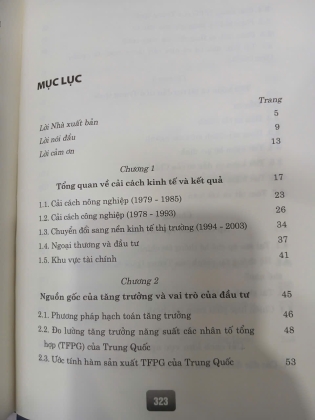 MỤC LỤC
Trang
Lời Nhà xuất bản 5
Lời nói đầu 9
Lời cảm ơn 13
Chương 1
Tổng quan về cải cách kinh tế và kết quả 17
1.1. Cải cách nông nghiệp (1979 - 1985) 23
1.2. Cải cách công nghiệp (1978 - 1993) 26
1.3. Chuyển đổi sang nền kinh tế thị trường (1994 - 2003) 34
1.4. Ngoại thương và đầu tư 37
1.5. Khu vực tài chính 41
Chương 2
Nguồn gốc của tăng trưởng và vai trò của đầu tư 45
2.1. Phương pháp hạch toán tăng trưởng 46
2.2. Đo lường tăng trưởng năng suất các nhân tố tổng 48
hợp (TFPG) của Trung Quốc
2.3. Ước tính hàm sản xuất TFPG của Trung Quốc 53
323